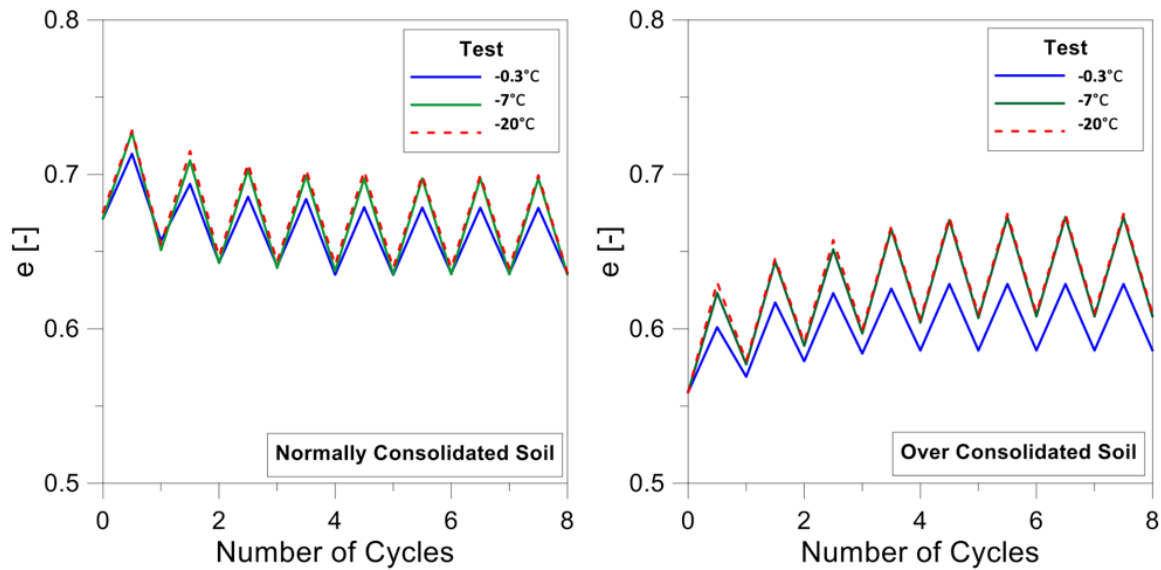 0.8
0.7
0.6
0.5
e [-]
Test
-0.3°C
-7°C
-20°C
Normally Consolidated Soil
0 2 4 6 8
Number of Cycles
0.8
0.7
0.6
0.5
e [-]
Test
-0.3°C
-7°C
-20°C
Over Consolidated Soil
0 2 4 6 8
Number of Cycles